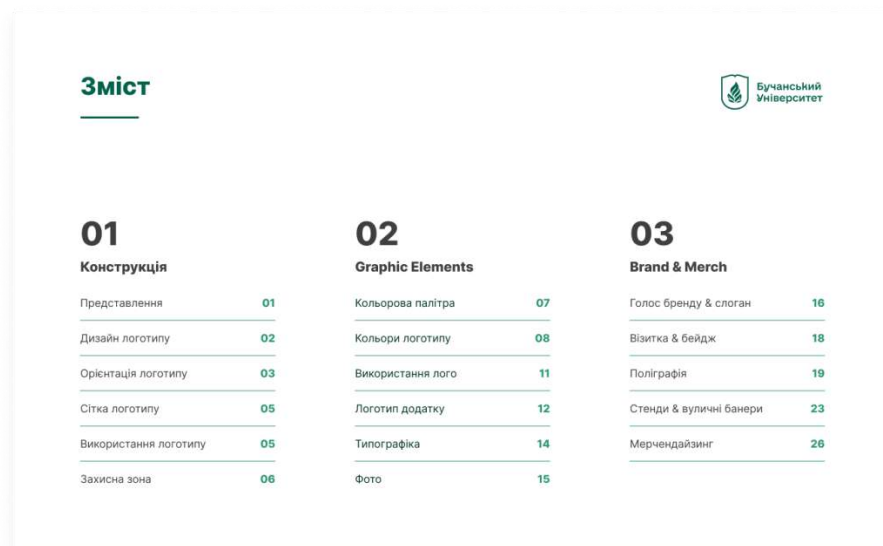 Зміст
Бучанський
Університет
01
Конструкція
Представлення 01
Дизайн логотипу 02
Орієнтація логотипу 03
Сітка логотипу 05
Використання логотипу 05
Захисна зона 06
02
Graphic Elements
Кольорова палітра 07
Кольори логотипу 08
Використання лого 11
Логотип додатку 12
Типографіка 14
Фото 15
03
Brand & Merch
Голос бренду & слоган 16
Візитка & бейдж 18
Поліграфія 19
Стенди & вуличні банери 23
Мерчендайзинг 26